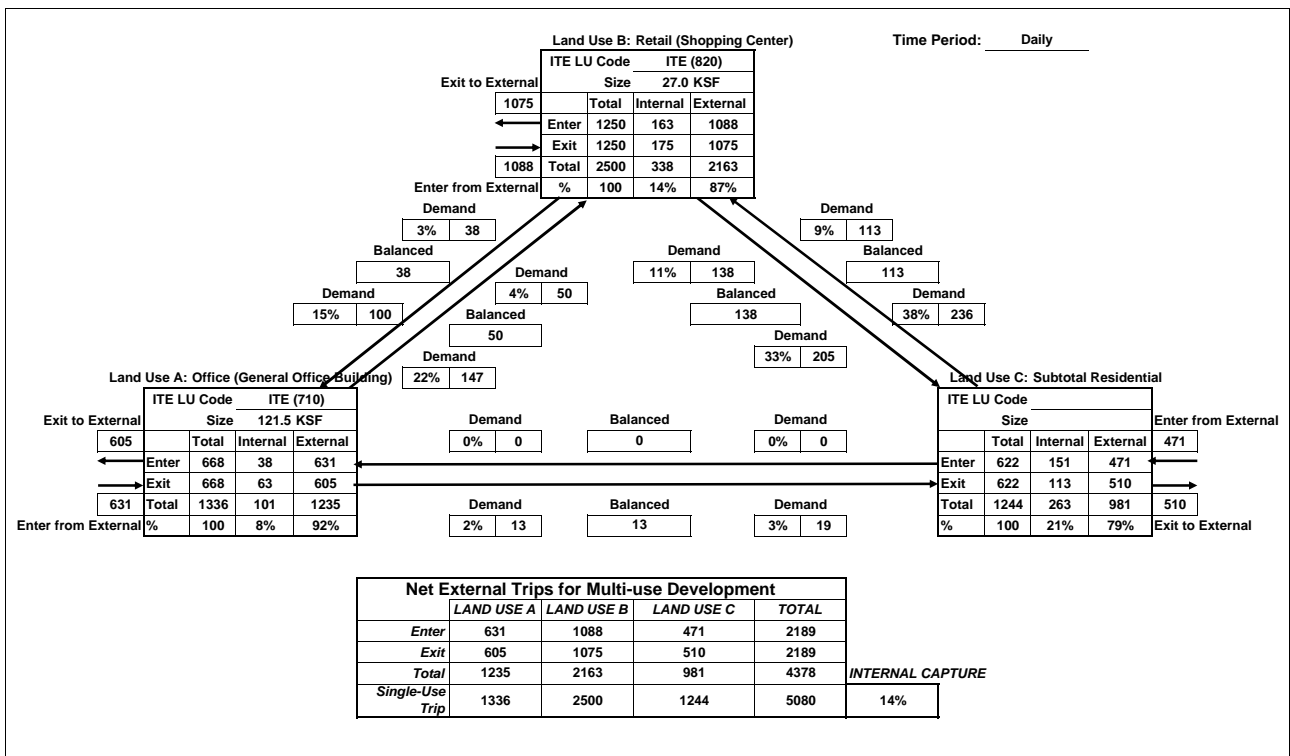 Land Use B: Retail (Shopping Center)
Time Period: Daily
ITE LU Code ITE (820)
Exit to External Size 27.0 KSF
1075 Total Internal External
Enter 1250 163 1088
Exit 1250 175 1075
1088 Total 2500 338 2163
Enter from External % 100 14% 87%
Demand Demand
3% 38 9% 113
Balanced Demand Balanced
38 11% 138 113
Demand Demand Balanced Demand
15% 100 4% 50 138 38% 236
Balanced
50
Demand Demand
22% 147 33% 205
Land Use A: Office (General Office Building) Land Use C: Subtotal Residential
ITE LU Code ITE (710) ITE LU Code
Exit to External Size 121.5 KSF Demand Balanced Demand Size Enter from External
605 Total Internal External 0% 0 0 0% 0 Total Internal External 471
Enter 668 38 631 Enter 622 151 471
Exit 668 63 605 Exit 622 113 510
631 Total 1336 101 1235 Demand Balanced Demand Total 1244 263 981 510
Enter from External % 100 8% 92% 2% 13 13 3% 19 % 100 21% 79% Exit to External
Net External Trips for Multi-use Development
LAND USE A LAND USE B LAND USE C TOTAL
Enter 631 1088 471 2189
Exit 605 1075 510 2189
Total 1235 2163 981 4378 INTERNAL CAPTURE
Single-Use
Trip 1336 2500 1244 5080 14%